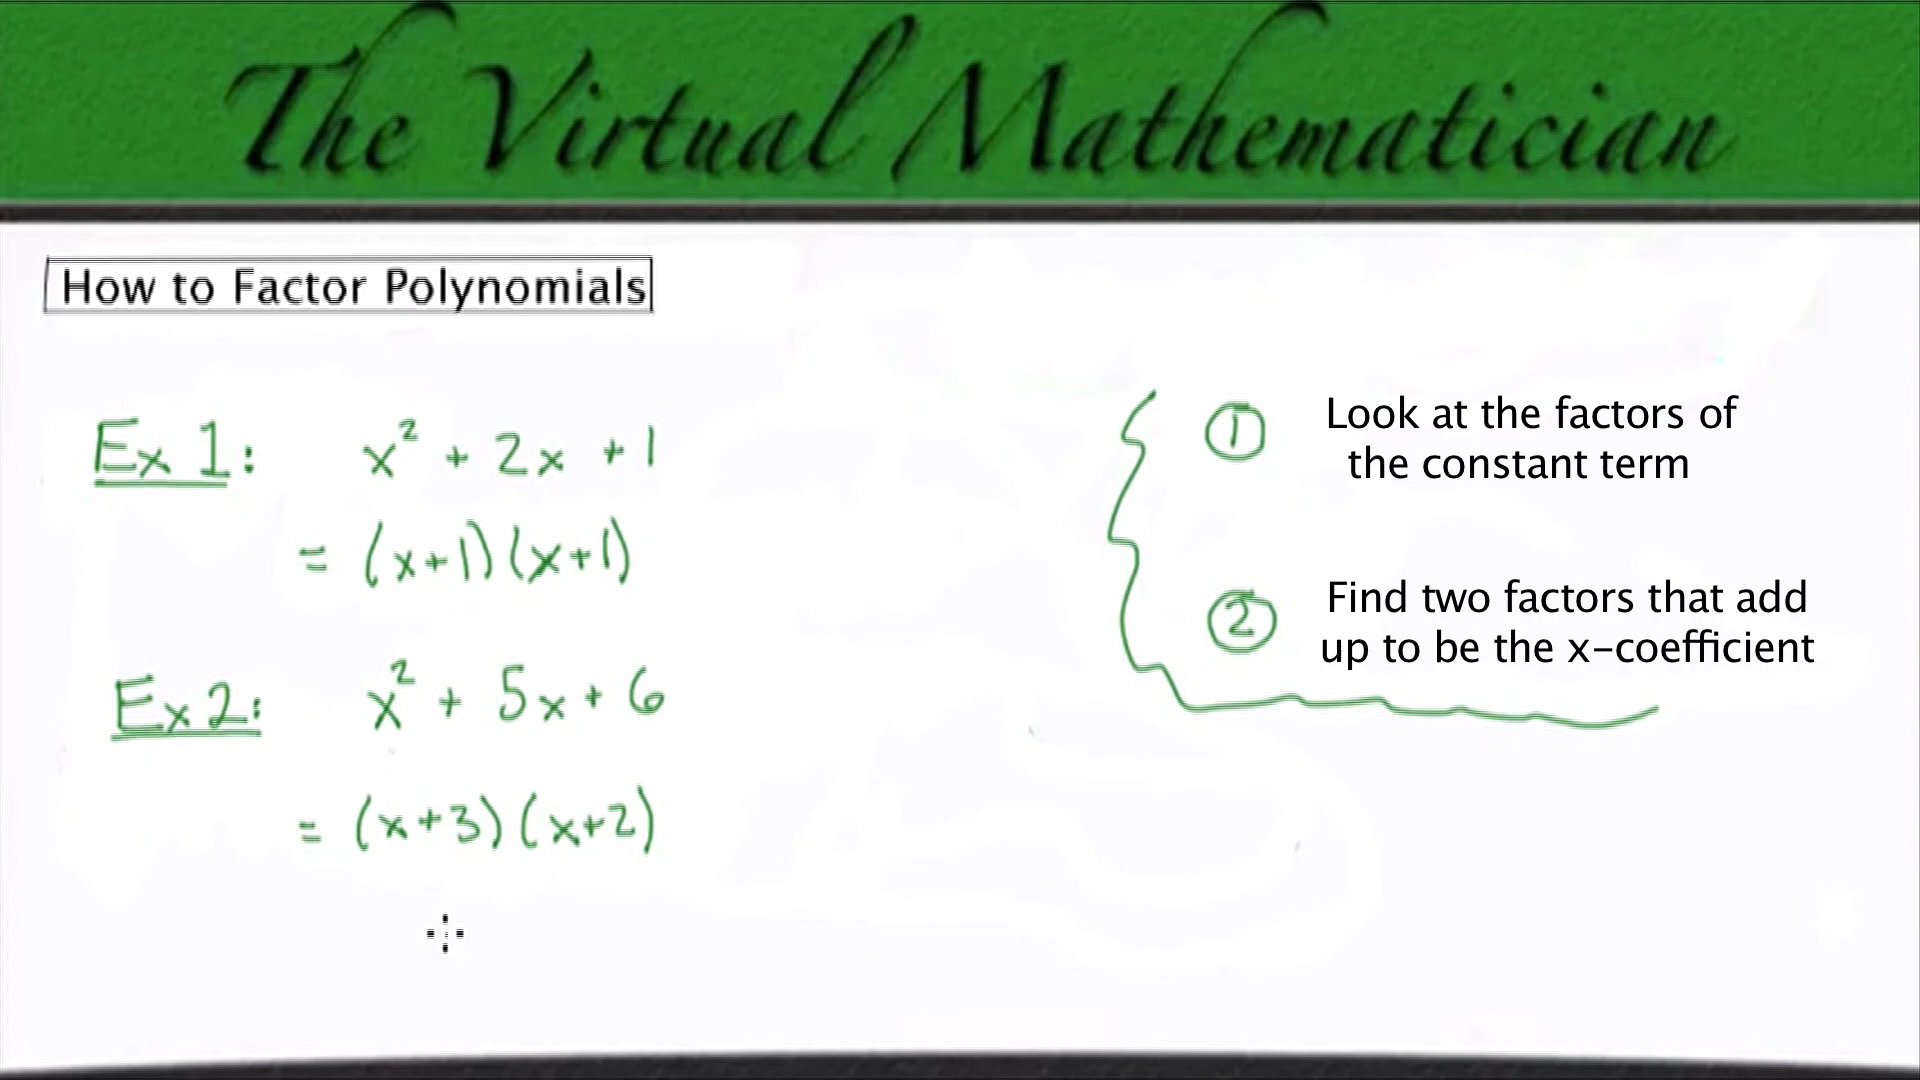 The Virtual Mathematician
How to Factor Polynomials
Ex 1: x² + 2x + 1
= (x+1)(x+1)
Ex 2: x² + 5x + 6
= (x+3)(x+2)
① Look at the factors of
the constant term
② Find two factors that add
up to be the x-coefficient